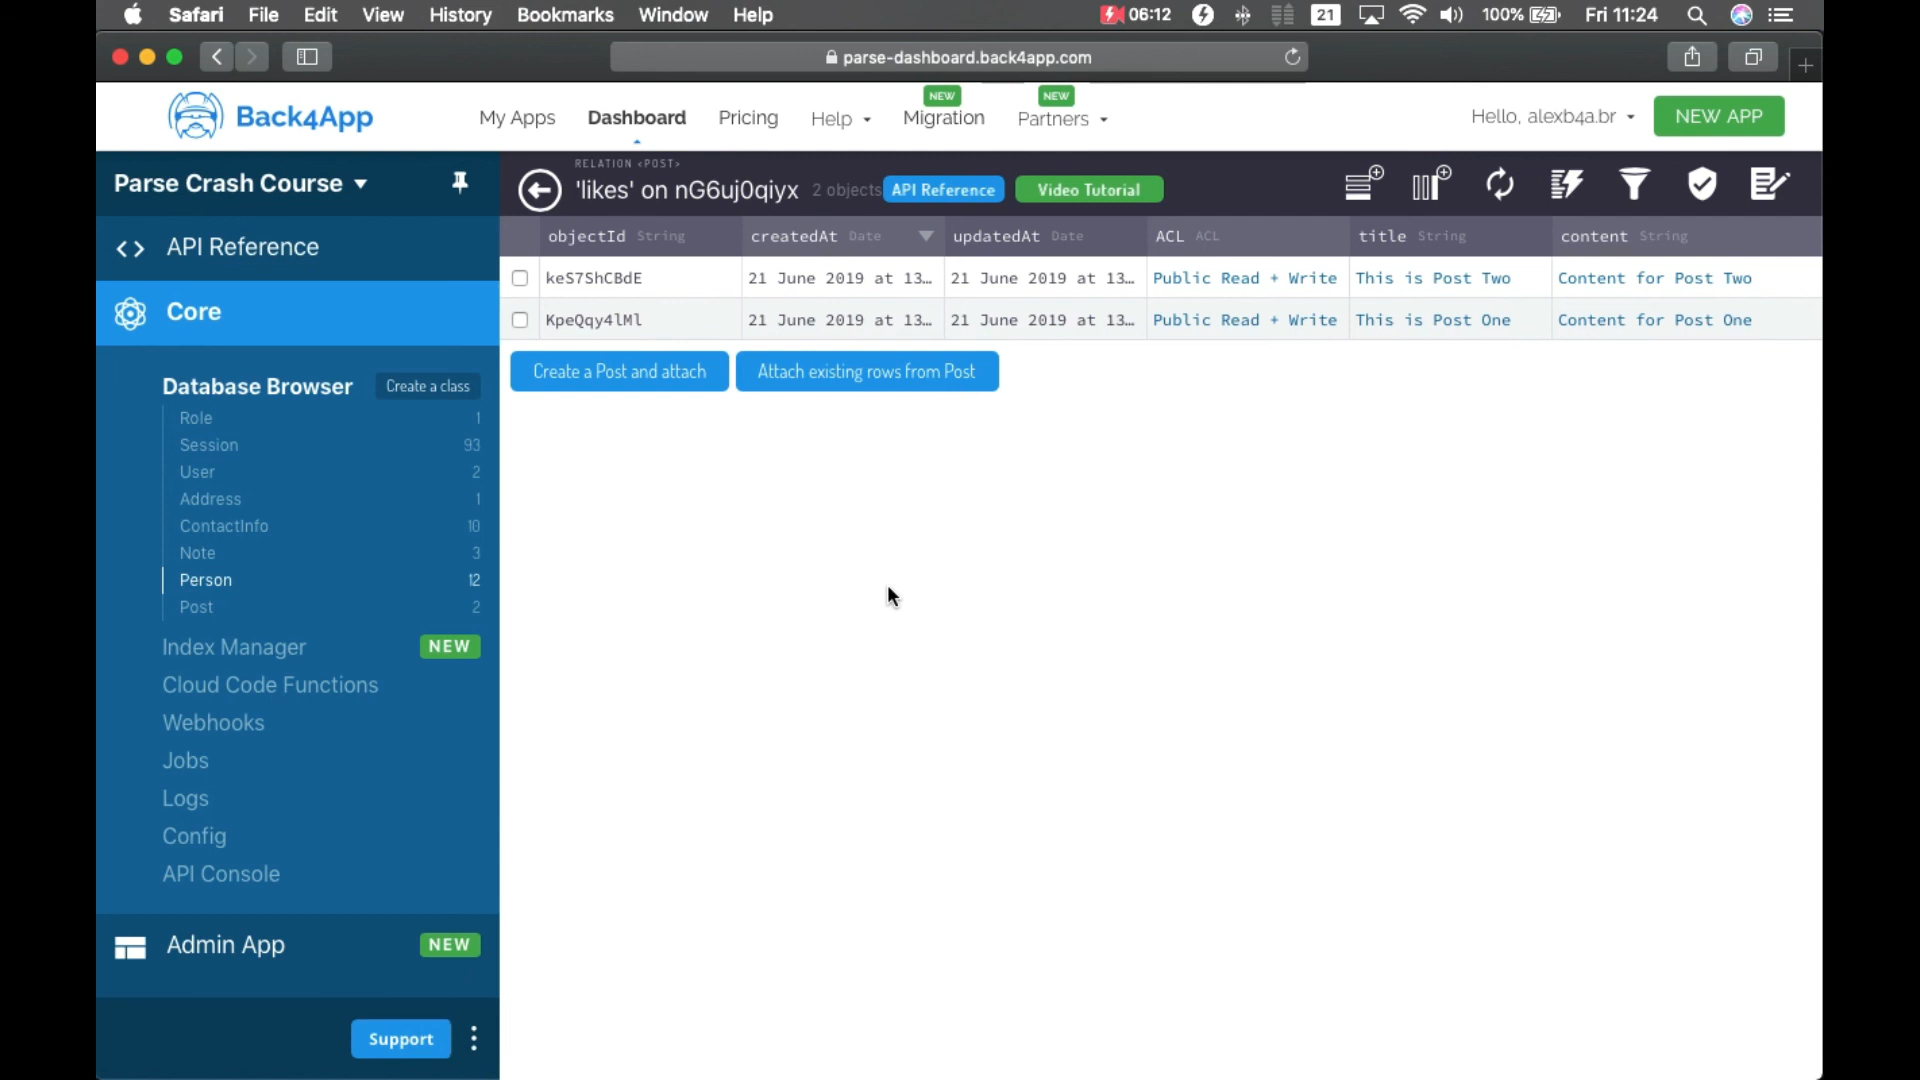 Safari File Edit View History Bookmarks Window Help 06:12 21 100% Fri 11:24
parse-dashboard.back4app.com
NEW NEW
Back4App My Apps Dashboard Pricing Help Migration Partners Hello, alexb4a.br NEW APP
Parse Crash Course
RELATION <POST>
'likes' on nG6uj0qiyx 2 objects API Reference Video Tutorial
API Reference
Core
Database Browser Create a class
Role 1
Session 93
User 2
Address 1
ContactInfo 10
Note 3
Person 12
Post 2
Index Manager NEW
Cloud Code Functions
Webhooks
Jobs
Logs
Config
API Console
Admin App NEW
Support
objectId String createdAt Date updatedAt Date ACL ACL title String content String
keS7ShCBdE 21 June 2019 at 13… 21 June 2019 at 13… Public Read + Write This is Post Two Content for Post Two
KpeQqy4lMl 21 June 2019 at 13… 21 June 2019 at 13… Public Read + Write This is Post One Content for Post One
Create a Post and attach Attach existing rows from Post